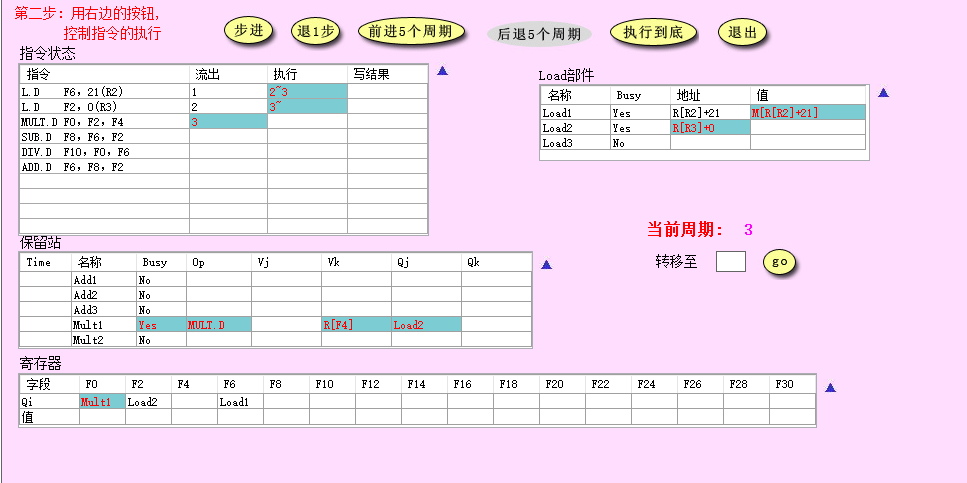 第二步：用右边的按钮，
控制指令的执行
步进 退1步 前进5个周期 后退5个周期 执行到底 退出
指令状态
指令 流出 执行 写结果
L.D F6，21(R2) 1 2~3
L.D F2，0(R3) 2 3~
MULT.D F0，F2，F4 3
SUB.D F8，F6，F2
DIV.D F10，F0，F6
ADD.D F6，F8，F2
Load部件
名称 Busy 地址 值
Load1 Yes R[R2]+21 M[R[R2]+21]
Load2 Yes R[R3]+0
Load3 No
当前周期： 3
转移至 go
保留站
Time 名称 Busy Op Vj Vk Qj Qk
Add1 No
Add2 No
Add3 No
Mult1 Yes MULT.D R[F4] Load2
Mult2 No
寄存器
字段 F0 F2 F4 F6 F8 F10 F12 F14 F16 F18 F20 F22 F24 F26 F28 F30
Qi Mult1 Load2 Load1
值